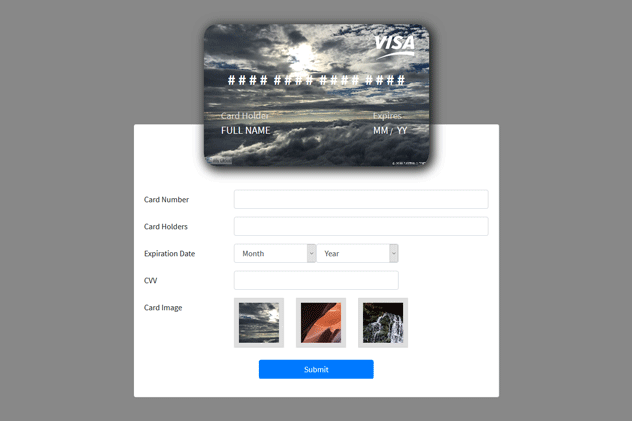 VISA
#### #### #### ####
Card Holder Expires
FULL NAME MM / YY
Card Number
Card Holders
Expiration Date Month Year
CVV
Card Image
Submit